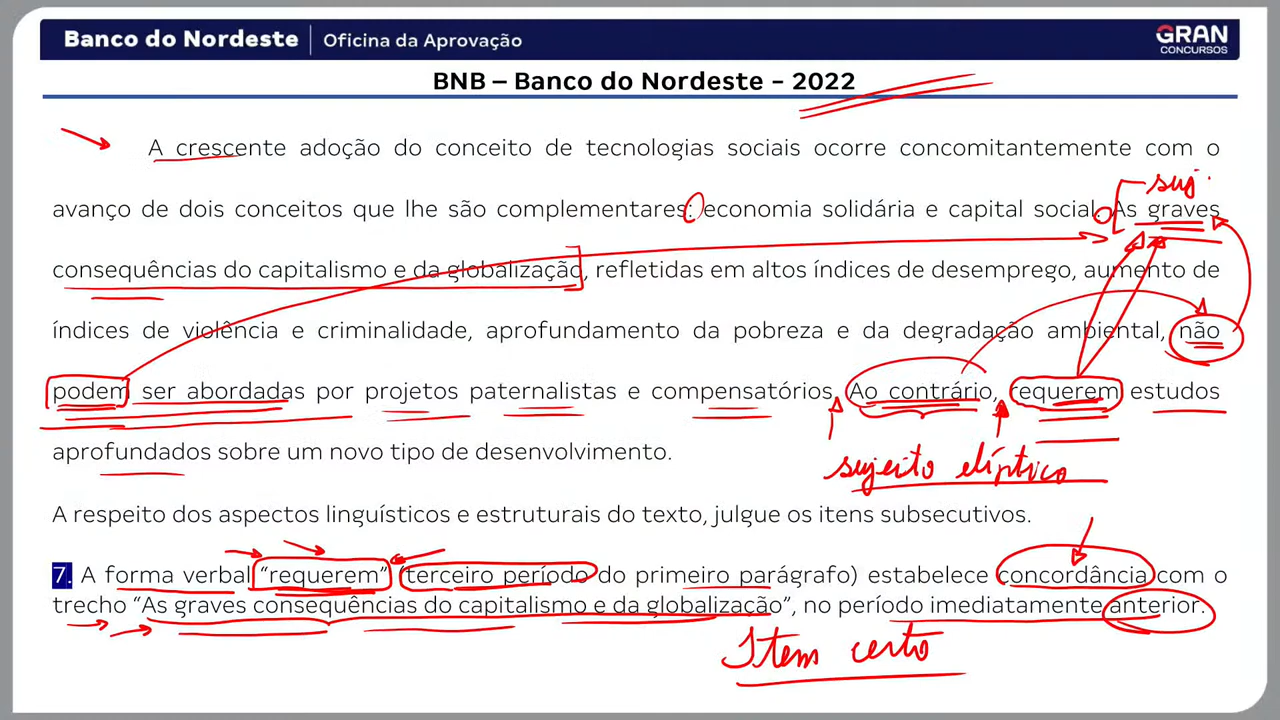 Banco do Nordeste | Oficina da Aprovação
GRAN
CONCURSOS
BNB – Banco do Nordeste – 2022
A crescente adoção do conceito de tecnologias sociais ocorre concomitantemente com o
suj.
avanço de dois conceitos que lhe são complementares: economia solidária e capital social. As graves
consequências do capitalismo e da globalização, refletidas em altos índices de desemprego, aumento de
índices de violência e criminalidade, aprofundamento da pobreza e da degradação ambiental, não
podem ser abordadas por projetos paternalistas e compensatórios. Ao contrário, requerem estudos
aprofundados sobre um novo tipo de desenvolvimento.
sujeito elíptico
A respeito dos aspectos linguísticos e estruturais do texto, julgue os itens subsecutivos.
7. A forma verbal “requerem” (terceiro período do primeiro parágrafo) estabelece concordância com o
trecho “As graves consequências do capitalismo e da globalização”, no período imediatamente anterior.
Item certo